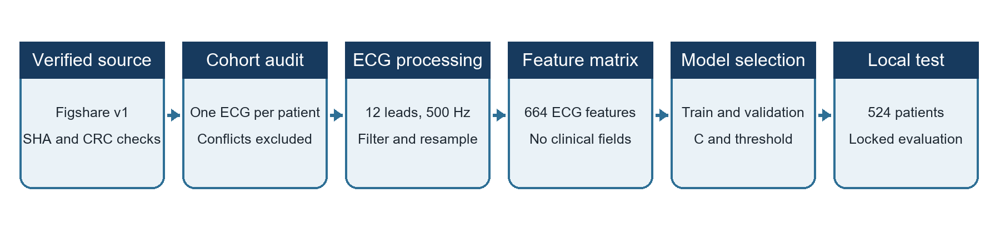 Verified source
Figshare v1
SHA and CRC checks
Cohort audit
One ECG per patient
Conflicts excluded
ECG processing
12 leads, 500 Hz
Filter and resample
Feature matrix
664 ECG features
No clinical fields
Model selection
Train and validation
C and threshold
Local test
524 patients
Locked evaluation